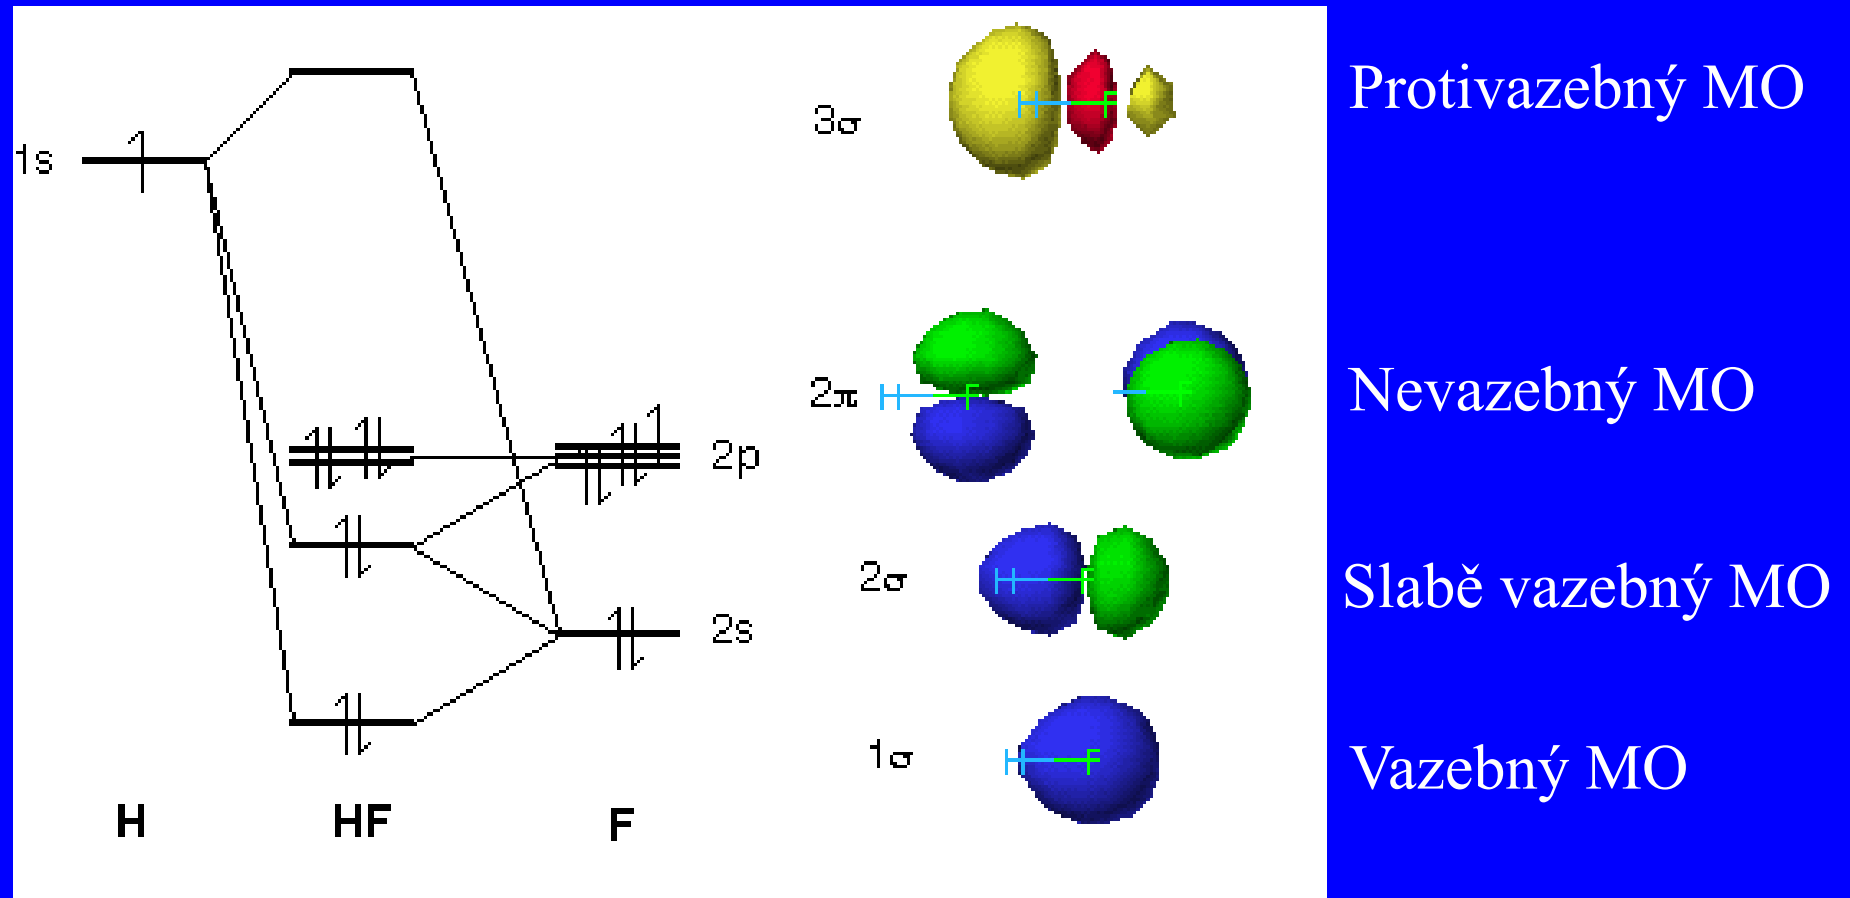 3σ H F Protivazebný MO
1s
2π H F F Nevazebný MO
2p
2σ H F Slabě vazebný MO
2s
1σ H F Vazebný MO
H HF F